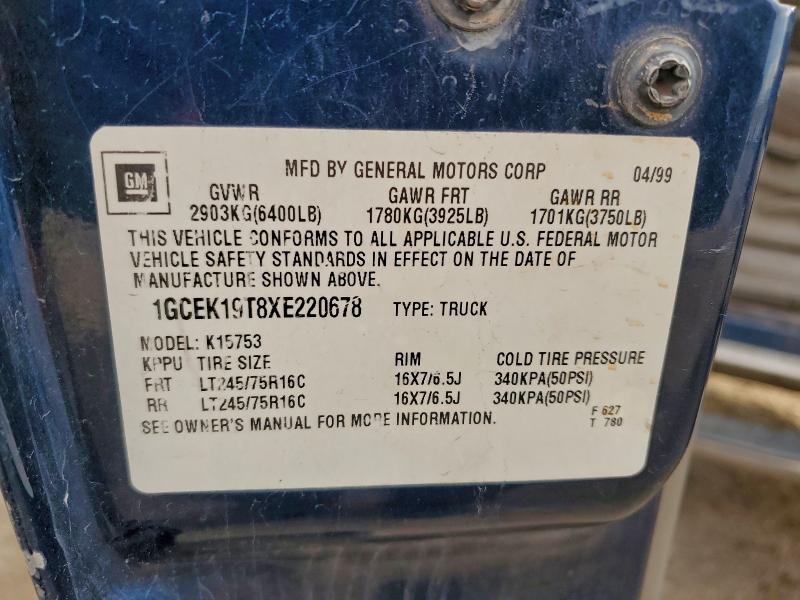 GM
MFD BY GENERAL MOTORS CORP 04/99
GVWR GAWR FRT GAWR RR
2903KG(6400LB) 1780KG(3925LB) 1701KG(3750LB)
THIS VEHICLE CONFORMS TO ALL APPLICABLE U.S. FEDERAL MOTOR
VEHICLE SAFETY STANDARDS IN EFFECT ON THE DATE OF
MANUFACTURE SHOWN ABOVE.
1GCEK19T8XE220678 TYPE: TRUCK
MODEL: K15753
KPPU TIRE SIZE RIM COLD TIRE PRESSURE
FRT LT245/75R16C 16X7/6.5J 340KPA(50PSI)
RR LT245/75R16C 16X7/6.5J 340KPA(50PSI)
SEE OWNER'S MANUAL FOR MORE INFORMATION.
F 627
T 780